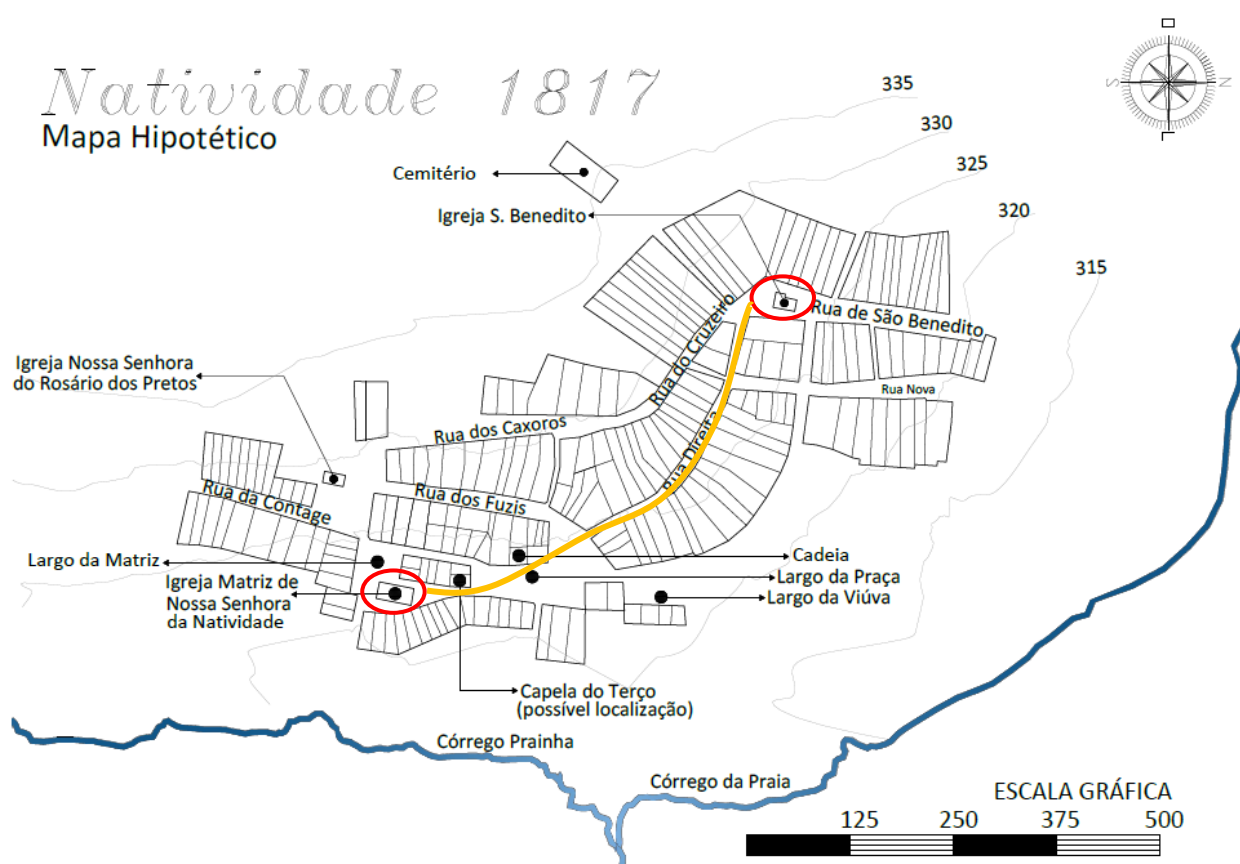 Natividade 1817
Mapa Hipotético
O
S
N
L
335
330
325
320
315
Cemitério
Igreja S. Benedito
Rua de São Benedito
Rua do Cruzeiro
Igreja Nossa Senhora
do Rosário dos Pretos
Rua Nova
Rua dos Caxoros
Rua Direita
Rua da Contage
Rua dos Fuzis
Largo da Matriz
Cadeia
Igreja Matriz de
Nossa Senhora
da Natividade
Largo da Praça
Largo da Viúva
Capela do Terço
(possível localização)
Córrego Prainha
Córrego da Praia
ESCALA GRÁFICA
125 250 375 500